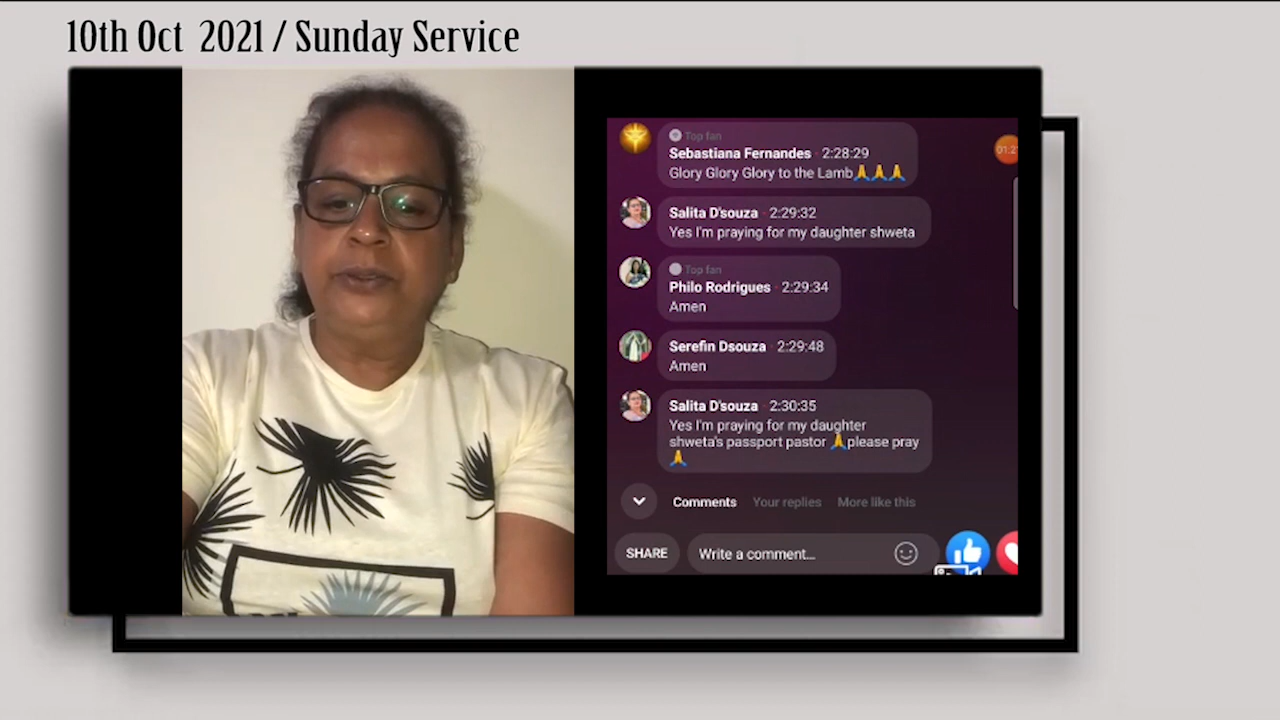 10th Oct 2021 / Sunday Service
Top fan
Sebastiana Fernandes · 2:28:29
Glory Glory Glory to the Lamb🙏🙏🙏
01:2
Salita D'souza · 2:29:32
Yes I'm praying for my daughter shweta
Top fan
Philo Rodrigues · 2:29:34
Amen
Serefin Dsouza · 2:29:48
Amen
Salita D'souza · 2:30:35
Yes I'm praying for my daughter
shweta's passport pastor 🙏please pray
🙏
Comments Your replies More like this
SHARE Write a comment...